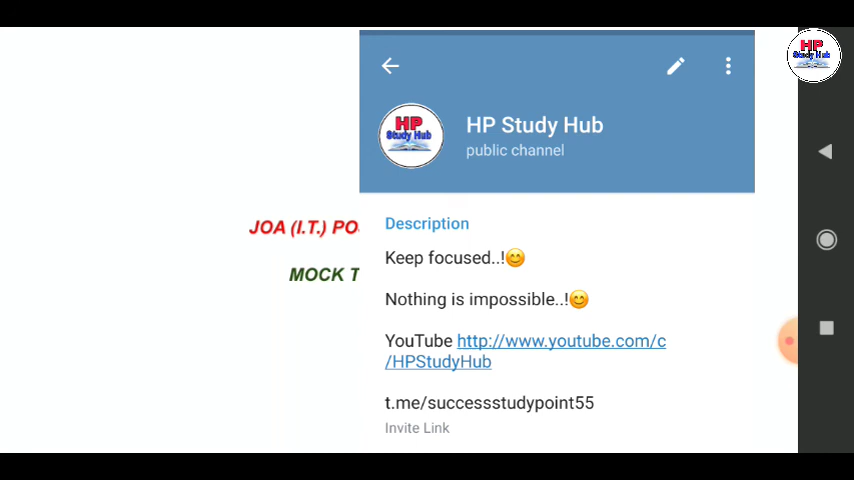 HP
Study Hub
HP Study Hub
public channel
HP
Study Hub
JOA (I.T.) PO
Description
Keep focused..!😊
MOCK T
Nothing is impossible..!😊
YouTube http://www.youtube.com/c
/HPStudyHub
t.me/successstudypoint55
Invite Link